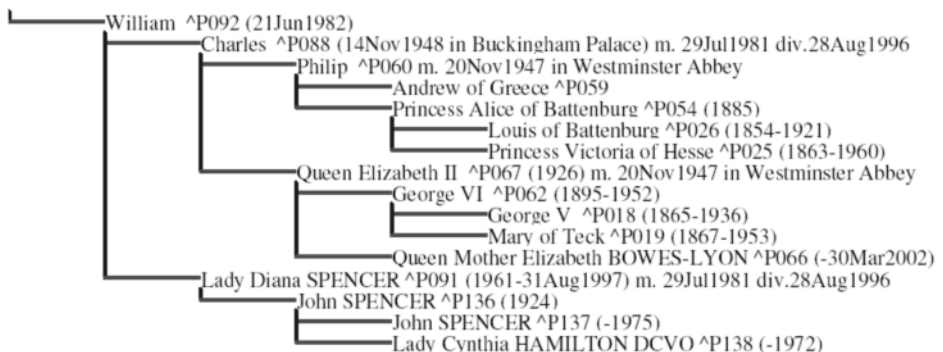 William ^P092 (21Jun1982)
Charles ^P088 (14Nov1948 in Buckingham Palace) m. 29Jul1981 div.28Aug1996
Philip ^P060 m. 20Nov1947 in Westminster Abbey
Andrew of Greece ^P059
Princess Alice of Battenburg ^P054 (1885)
Louis of Battenburg ^P026 (1854-1921)
Princess Victoria of Hesse ^P025 (1863-1960)
Queen Elizabeth II ^P067 (1926) m. 20Nov1947 in Westminster Abbey
George VI ^P062 (1895-1952)
George V ^P018 (1865-1936)
Mary of Teck ^P019 (1867-1953)
Queen Mother Elizabeth BOWES-LYON ^P066 (-30Mar2002)
Lady Diana SPENCER ^P091 (1961-31Aug1997) m. 29Jul1981 div.28Aug1996
John SPENCER ^P136 (1924)
John SPENCER ^P137 (-1975)
Lady Cynthia HAMILTON DCVO ^P138 (-1972)